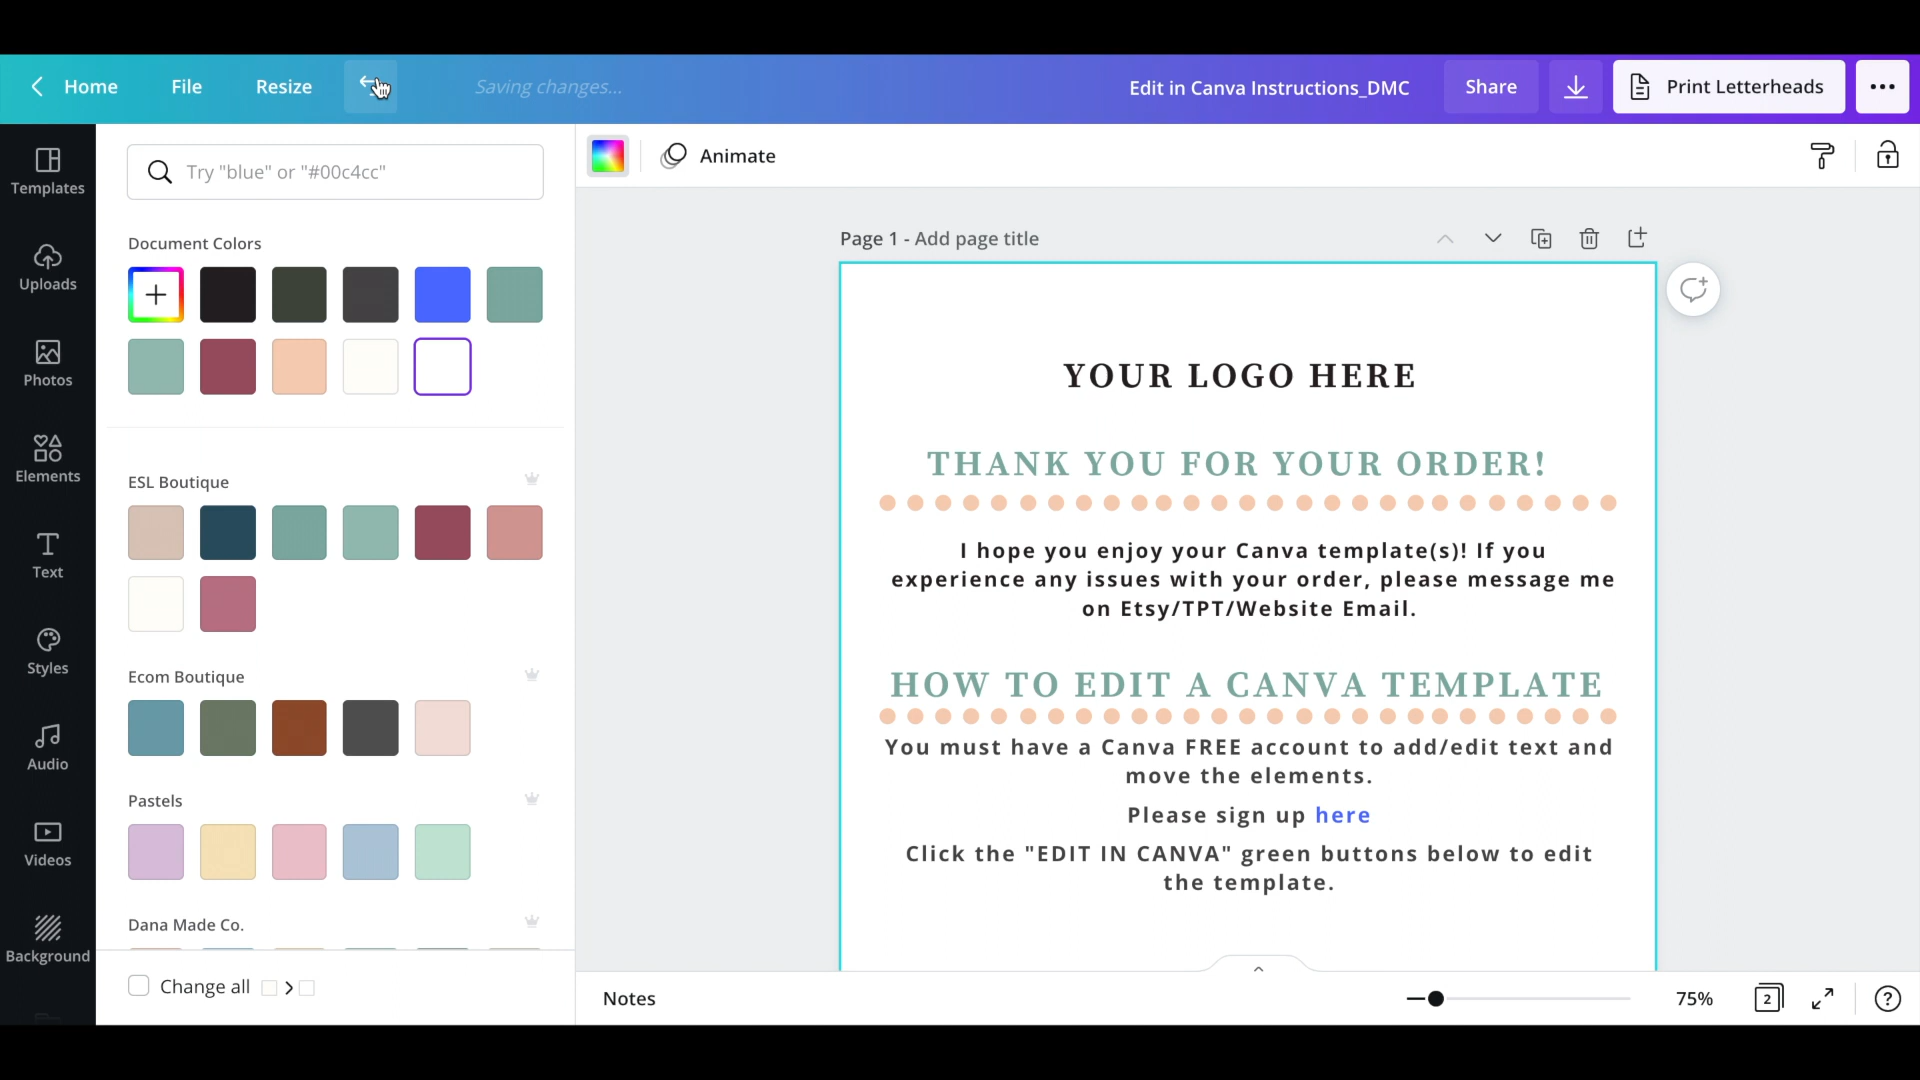 Home
File
Resize
Saving changes...
Edit in Canva Instructions_DMC
Share
Print Letterheads
Templates
Uploads
Photos
Elements
Text
Styles
Audio
Videos
Background
Try "blue" or "#00c4cc"
Document Colors
ESL Boutique
Ecom Boutique
Pastels
Dana Made Co.
Change all
Animate
Page 1 - Add page title
YOUR LOGO HERE
THANK YOU FOR YOUR ORDER!
I hope you enjoy your Canva template(s)! If you
experience any issues with your order, please message me
on Etsy/TPT/Website Email.
HOW TO EDIT A CANVA TEMPLATE
You must have a Canva FREE account to add/edit text and
move the elements.
Please sign up here
Click the "EDIT IN CANVA" green buttons below to edit
the template.
Notes
75%
2
?